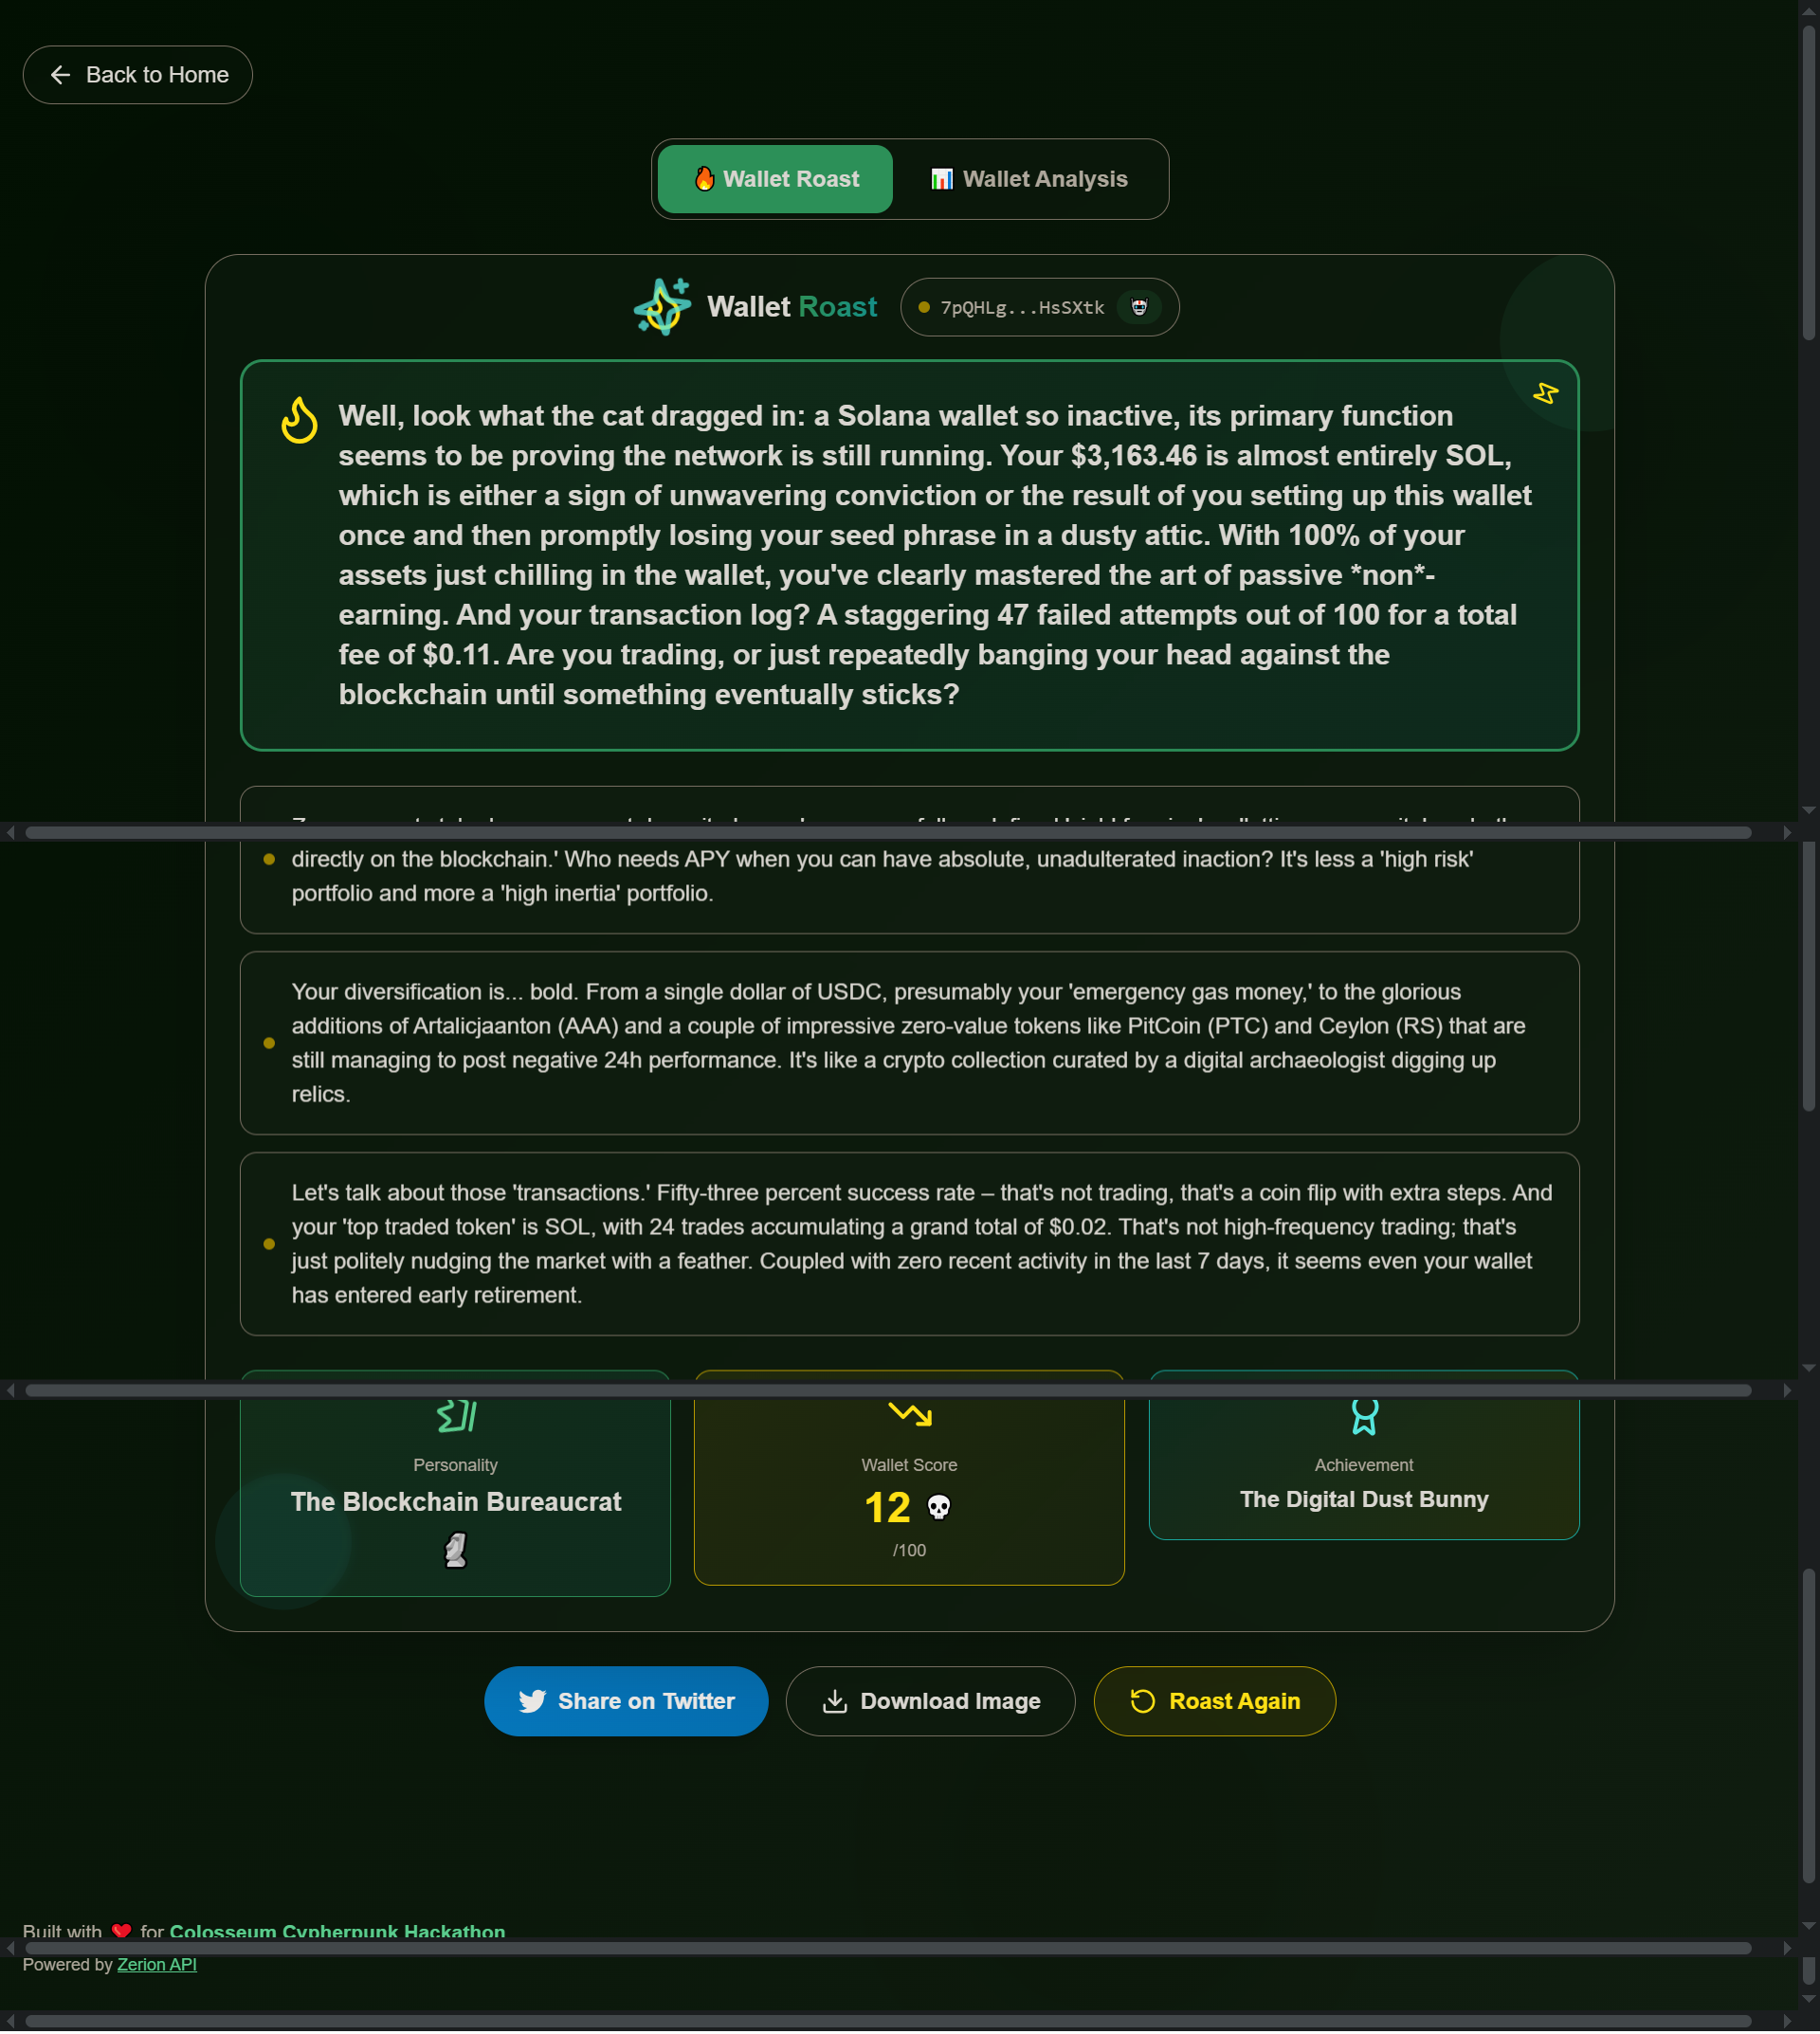 Back to Home
Wallet Roast
Wallet Analysis
Wallet Roast
7pQHLg...HsSXtk
Well, look what the cat dragged in: a Solana wallet so inactive, its primary function
seems to be proving the network is still running. Your $3,163.46 is almost entirely SOL,
which is either a sign of unwavering conviction or the result of you setting up this wallet
once and then promptly losing your seed phrase in a dusty attic. With 100% of your
assets just chilling in the wallet, you've clearly mastered the art of passive *non*-
earning. And your transaction log? A staggering 47 failed attempts out of 100 for a total
fee of $0.11. Are you trading, or just repeatedly banging your head against the
blockchain until something eventually sticks?
directly on the blockchain.' Who needs APY when you can have absolute, unadulterated inaction? It's less a 'high risk'
portfolio and more a 'high inertia' portfolio.
Your diversification is... bold. From a single dollar of USDC, presumably your 'emergency gas money,' to the glorious
additions of Artalicjaanton (AAA) and a couple of impressive zero-value tokens like PitCoin (PTC) and Ceylon (RS) that are
still managing to post negative 24h performance. It's like a crypto collection curated by a digital archaeologist digging up
relics.
Let's talk about those 'transactions.' Fifty-three percent success rate – that's not trading, that's a coin flip with extra steps. And
your 'top traded token' is SOL, with 24 trades accumulating a grand total of $0.02. That's not high-frequency trading; that's
just politely nudging the market with a feather. Coupled with zero recent activity in the last 7 days, it seems even your wallet
has entered early retirement.
Personality
The Blockchain Bureaucrat
Wallet Score
12
/100
Achievement
The Digital Dust Bunny
Share on Twitter
Download Image
Roast Again
Built with for Colosseum Cypherpunk Hackathon
Powered by Zerion API